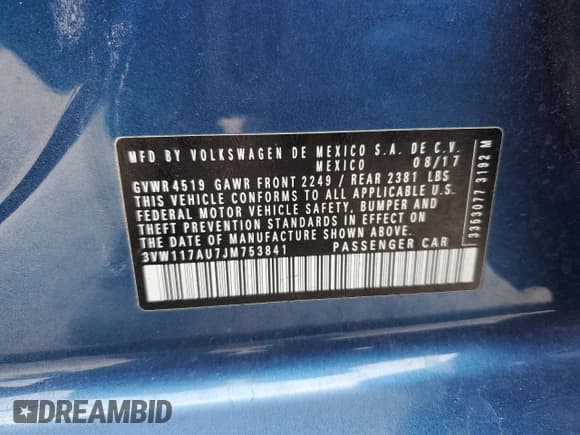 MFD BY VOLKSWAGEN DE MEXICO S.A. DE C.V.
MEXICO 08/17
GVWR 4519 GAWR FRONT 2249 / REAR 2381 LBS
THIS VEHICLE CONFORMS TO ALL APPLICABLE U.S.
FEDERAL MOTOR VEHICLE SAFETY, BUMPER AND
THEFT PREVENTION STANDARDS IN EFFECT ON
THE DATE OF MANUFACTURE SHOWN ABOVE.
3VW117AU7JM753841 PASSENGER CAR
3353077 3192 M
DREAMBID